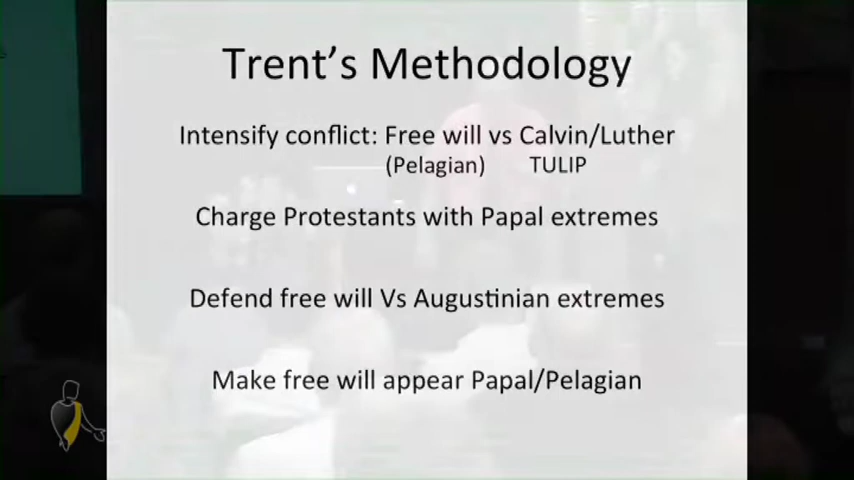 Trent's Methodology
Intensify conflict: Free will vs Calvin/Luther
(Pelagian) TULIP
Charge Protestants with Papal extremes
Defend free will Vs Augustinian extremes
Make free will appear Papal/Pelagian